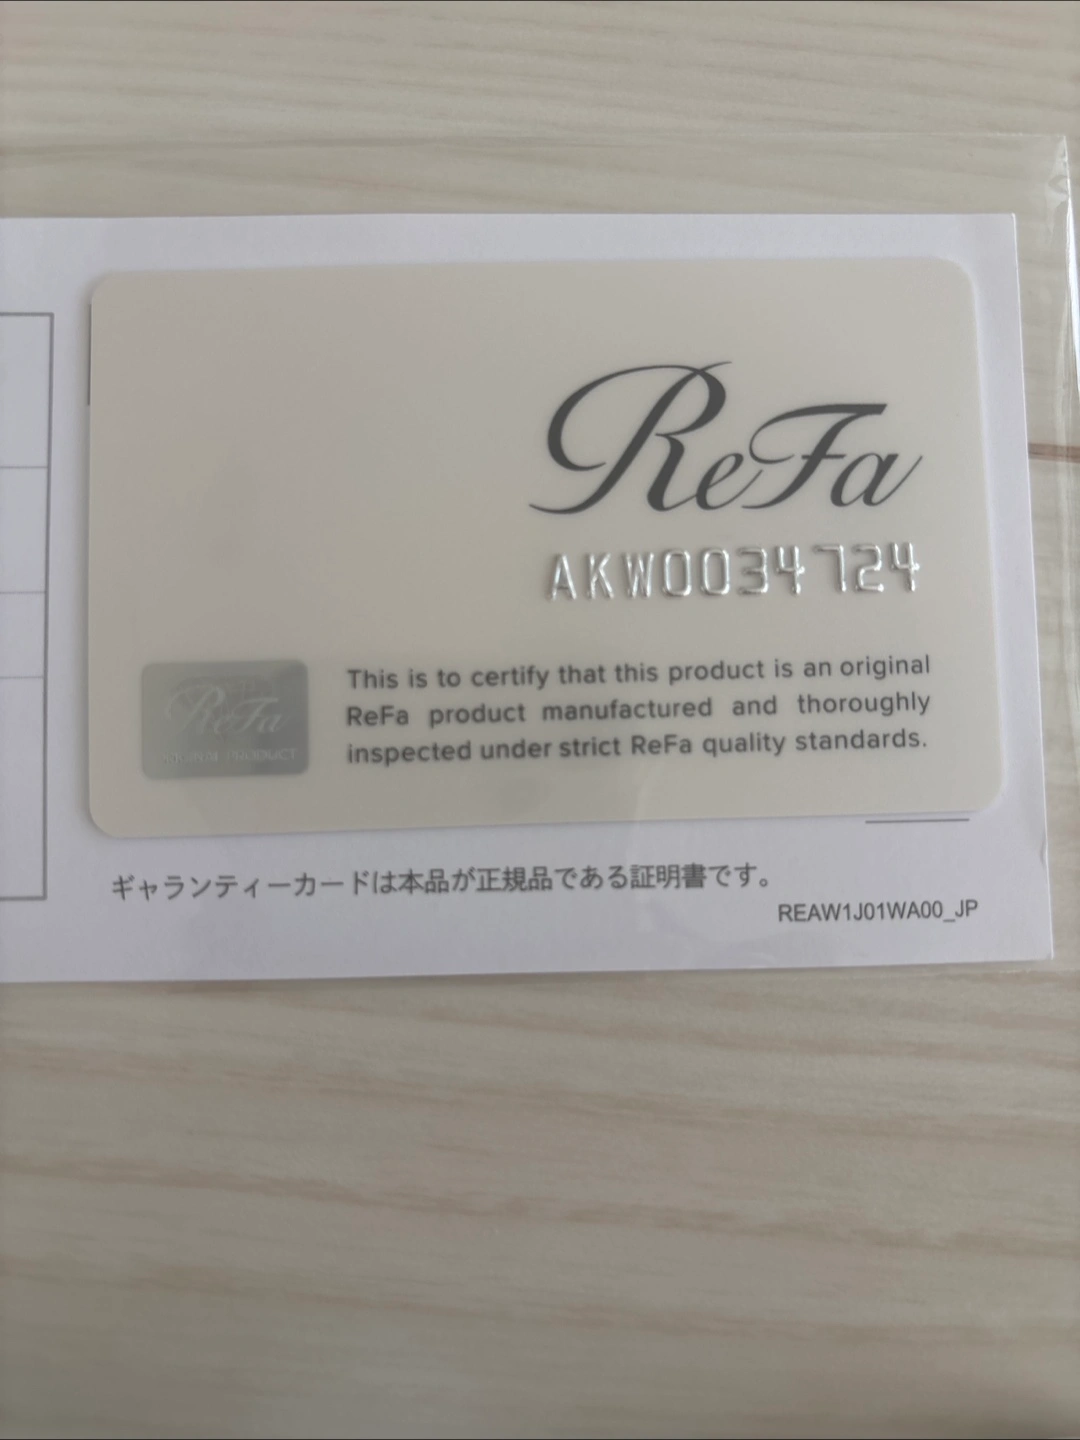 ReFa
AKW0034724
ReFa
ORIGINAL PRODUCT
This is to certify that this product is an original
ReFa product manufactured and thoroughly
inspected under strict ReFa quality standards.
ギャランティーカードは本品が正規品である証明書です。
REAW1J01WA00_JP